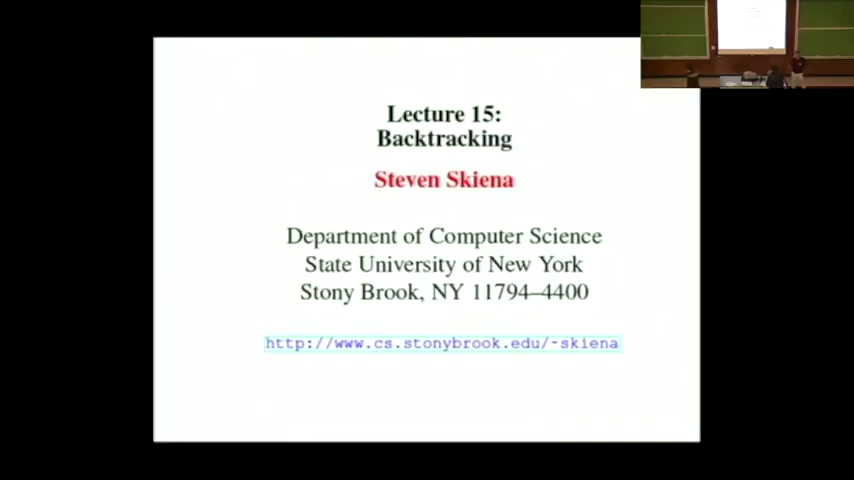 Lecture 15:
Backtracking
Steven Skiena
Department of Computer Science
State University of New York
Stony Brook, NY 11794–4400
http://www.cs.stonybrook.edu/~skiena